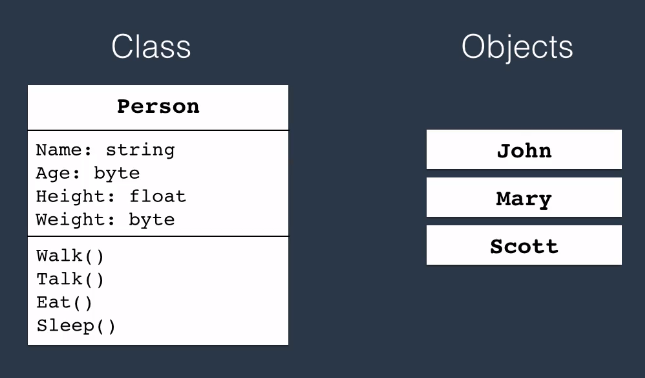 Class
Person
Name: string
Age: byte
Height: float
Weight: byte
Walk()
Talk()
Eat()
Sleep()
Objects
John
Mary
Scott